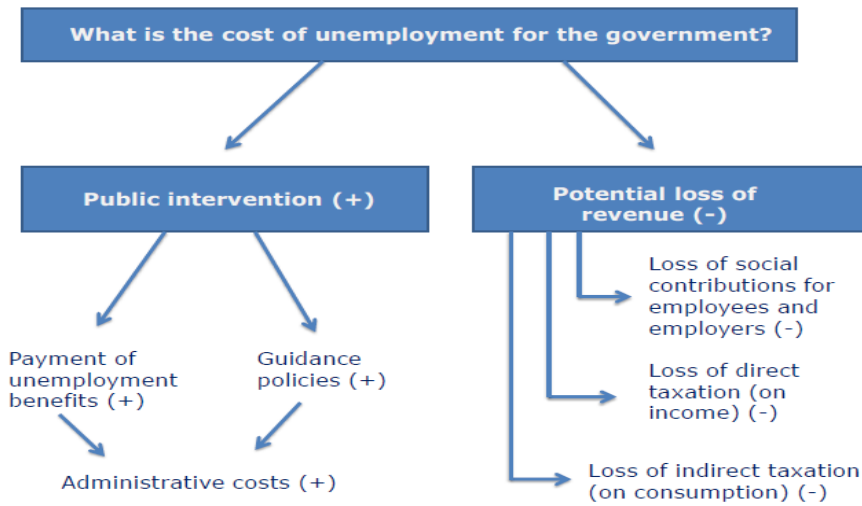 What is the cost of unemployment for the government?
Public intervention (+)
Potential loss of
revenue (-)
Payment of
unemployment
benefits (+)
Guidance
policies (+)
Administrative costs (+)
Loss of social
contributions for
employees and
employers (-)
Loss of direct
taxation (on
income) (-)
Loss of indirect taxation
(on consumption) (-)